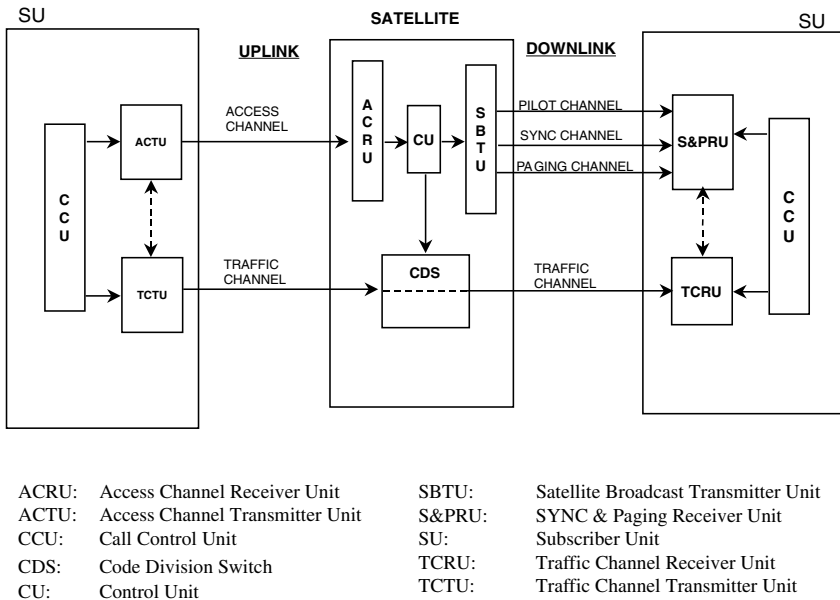 SU
SATELLITE
SU
UPLINK
DOWNLINK
ACCESS
CHANNEL
PILOT CHANNEL
SYNC CHANNEL
PAGING CHANNEL
ACTU
A
C
R
U
CU
S
B
T
U
S&PRU
C
C
U
C
C
U
TRAFFIC
CHANNEL
CDS
TRAFFIC
CHANNEL
TCTU
TCRU
ACRU: Access Channel Receiver Unit
ACTU: Access Channel Transmitter Unit
CCU: Call Control Unit
CDS: Code Division Switch
CU: Control Unit
SBTU: Satellite Broadcast Transmitter Unit
S&PRU: SYNC & Paging Receiver Unit
SU: Subscriber Unit
TCRU: Traffic Channel Receiver Unit
TCTU: Traffic Channel Transmitter Unit